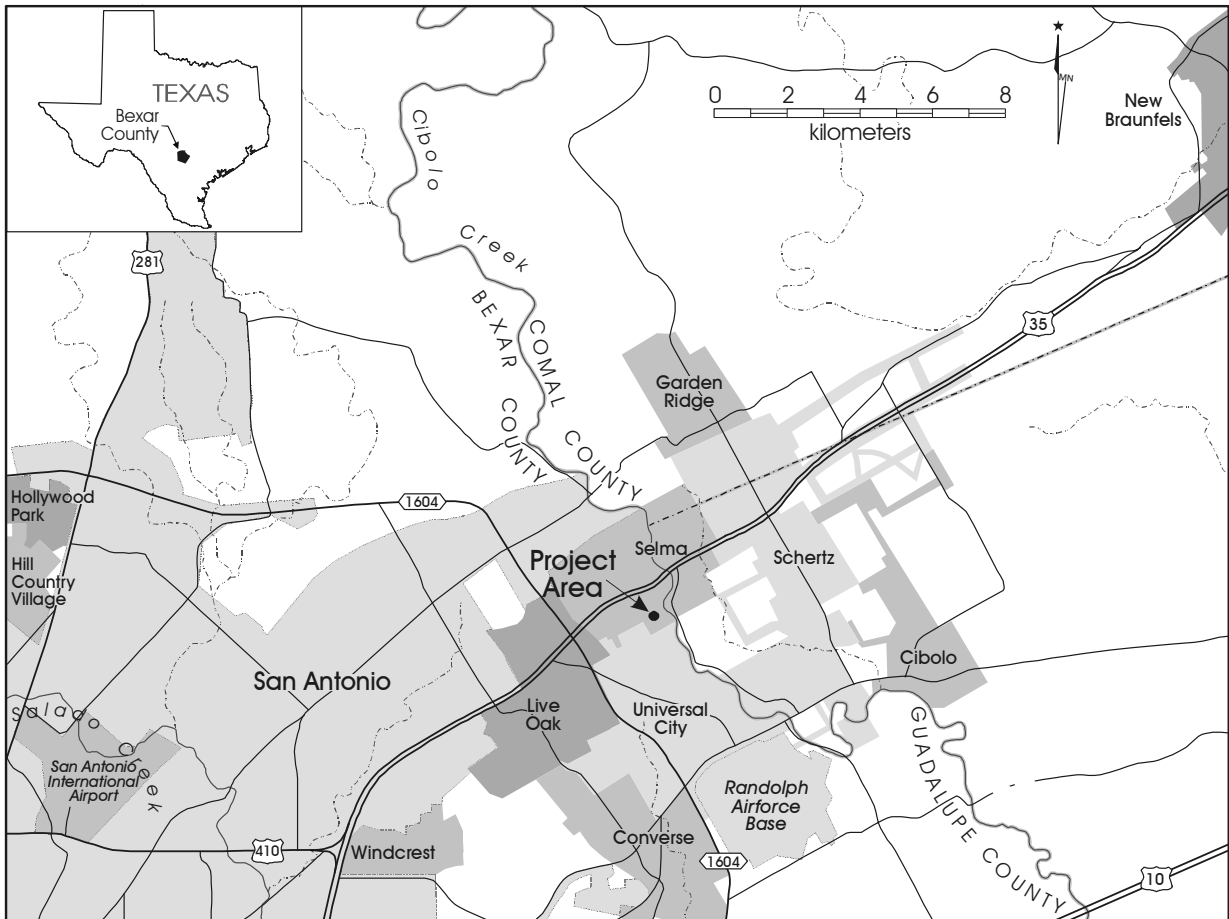 TEXAS
Bexar
County
0 2 4 6 8
kilometers
MN
New
Braunfels
Cibolo
Creek
281
BEXAR
COUNTY
COMAL
COUNTY
35
Garden
Ridge
Hollywood
Park
1604
Hill
Country
Village
Project
Area
Selma
Schertz
San Antonio
Cibolo
Live
Oak
Universal
City
Salado Creek
San Antonio
International
Airport
Randolph
Airforce
Base
GUADALUPE COUNTY
Converse
410
Windcrest
1604
10